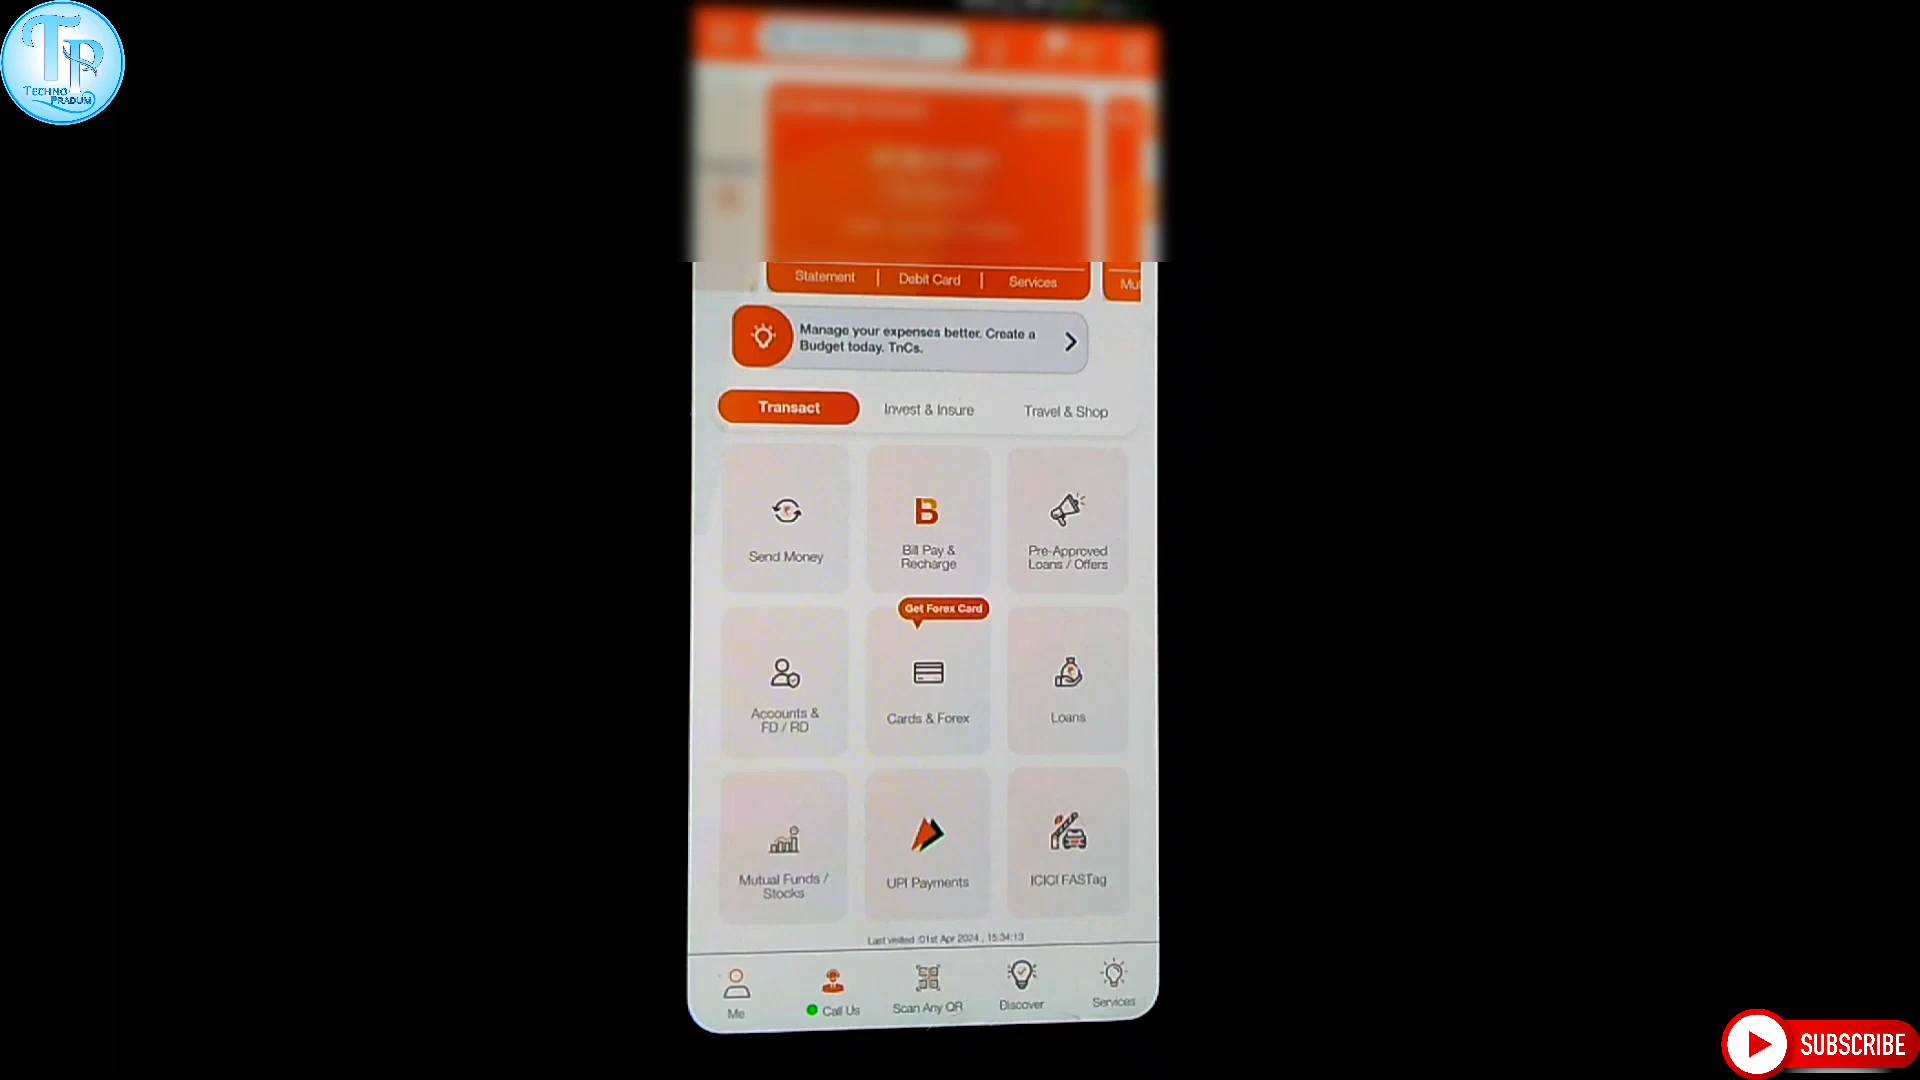 TP
TECHNO
PRADUM
Statement | Debit Card | Services
Mu
Manage your expenses better. Create a
Budget today. TnCs.
Transact
Invest & Insure
Travel & Shop
Send Money
Bill Pay &
Recharge
Pre-Approved
Loans / Offers
Get Forex Card
Accounts &
FD / RD
Cards & Forex
Loans
Mutual Funds /
Stocks
UPI Payments
ICICI FASTag
Last visited :01st Apr 2024 , 15:34:13
Me
Call Us
Scan Any QR
Discover
Services
SUBSCRIBE